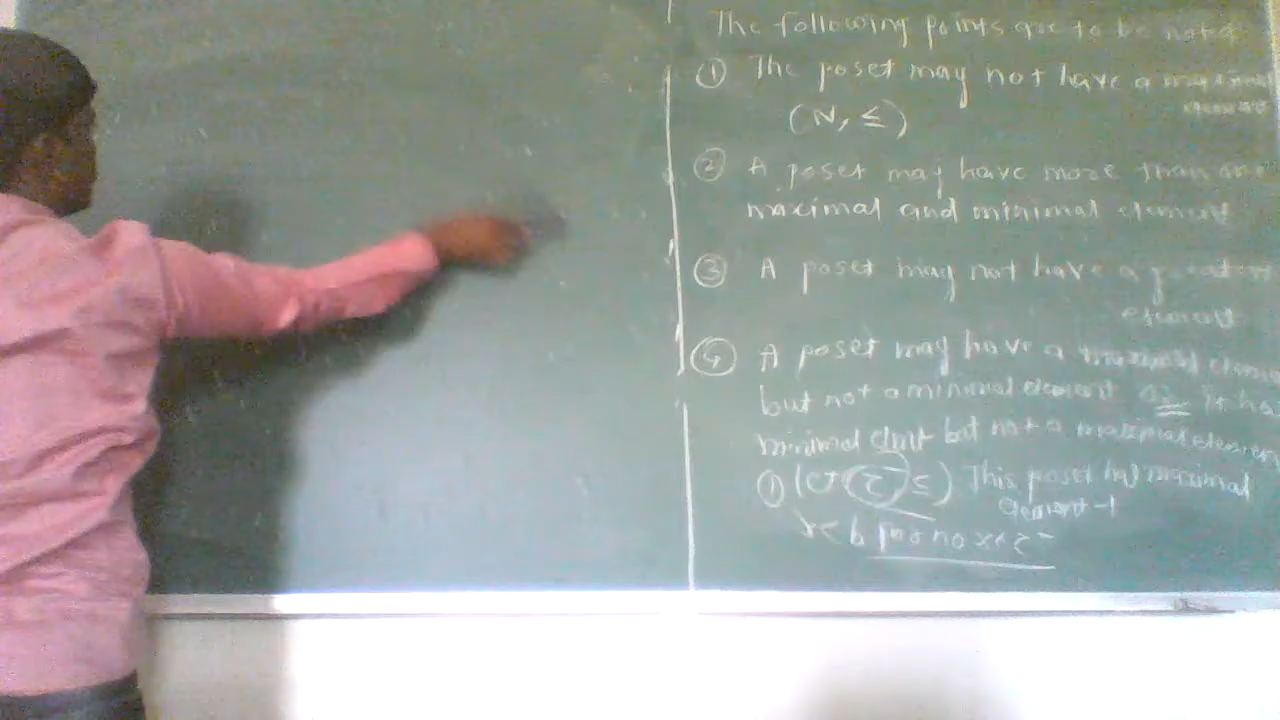 The following points are to be noted
① The poset may not have a maximal
element
(N, ≤)
② A poset may have more than one
maximal and minimal element
③ A poset may not have a greatest
element
④ A poset may have a maximal element
but not a minimal element or it has
minimal elmt but not a maximal element
① ≤) This poset has maximal
element -1
b for no x <